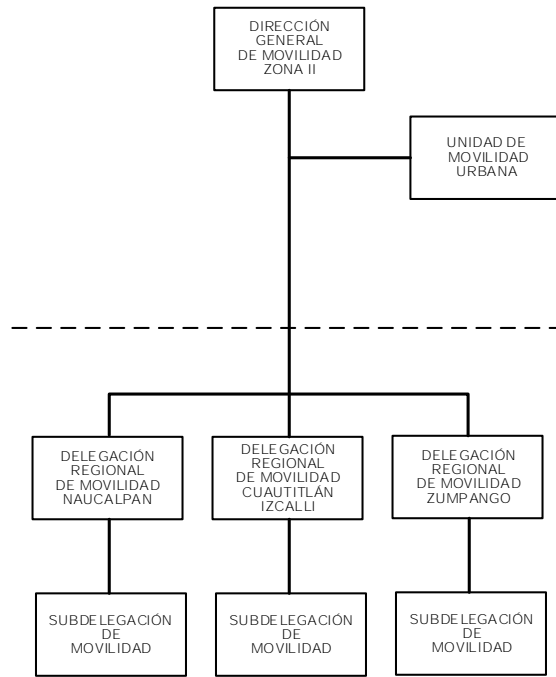 DIRECCIÓN
GENERAL
DE MOVILIDAD
ZONA II
UNIDAD DE
MOVILIDAD
URBANA
DELEGACIÓN
REGIONAL
DE MOVILIDAD
NAUCALPAN
DELEGACIÓN
REGIONAL
DE MOVILIDAD
CUAUTITLÁN
IZCALLI
DELEGACIÓN
REGIONAL
DE MOVILIDAD
ZUMPANGO
SUBDELEGACIÓN
DE
MOVILIDAD
SUBDELEGACIÓN
DE
MOVILIDAD
SUBDELEGACIÓN
DE
MOVILIDAD